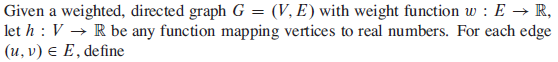 Given a weighted, directed graph G = (V, E) with weight function w : E → ℝ,
let h : V → ℝ be any function mapping vertices to real numbers. For each edge
(u, v) ∈ E, define